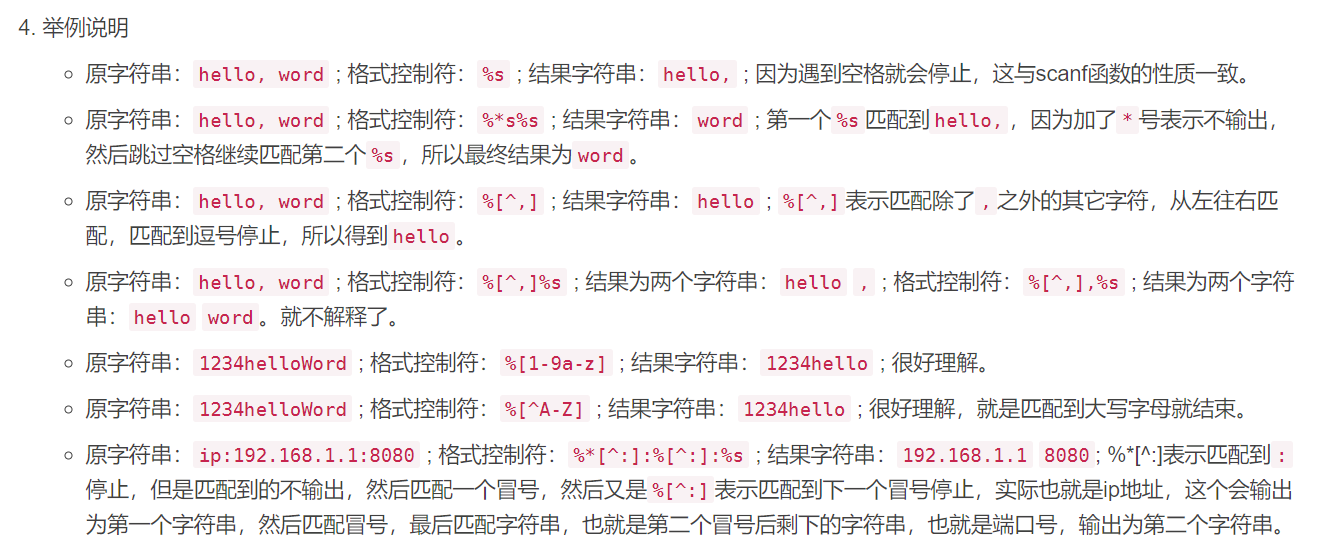 4. 举例说明
原字符串：hello, word ; 格式控制符：%s ; 结果字符串：hello, ; 因为遇到空格就会停止，这与scanf函数的性质一致。
原字符串：hello, word ; 格式控制符：%*s%s ; 结果字符串：word ; 第一个%s匹配到hello,，因为加了*号表示不输出，
然后跳过空格继续匹配第二个%s，所以最终结果为word。
原字符串：hello, word ; 格式控制符：%[^,] ; 结果字符串：hello ; %[^,]表示匹配除了,之外的其它字符，从左往右匹
配，匹配到逗号停止，所以得到hello。
原字符串：hello, word ; 格式控制符：%[^,]%s ; 结果为两个字符串：hello , ; 格式控制符：%[^,],%s ; 结果为两个字符
串：hello word。就不解释了。
原字符串：1234helloWord ; 格式控制符：%[1-9a-z] ; 结果字符串：1234hello ; 很好理解。
原字符串：1234helloWord ; 格式控制符：%[^A-Z] ; 结果字符串：1234hello ; 很好理解，就是匹配到大写字母就结束。
原字符串：ip:192.168.1.1:8080 ; 格式控制符：%*[^:]:%[^:]:%s ; 结果字符串：192.168.1.1 8080; %*[^:]表示匹配到:
停止，但是匹配到的不输出，然后匹配一个冒号，然后又是%[^:]表示匹配到下一个冒号停止，实际也就是ip地址，这个会输出
为第一个字符串，然后匹配冒号，最后匹配字符串，也就是第二个冒号后剩下的字符串，也就是端口号，输出为第二个字符串。